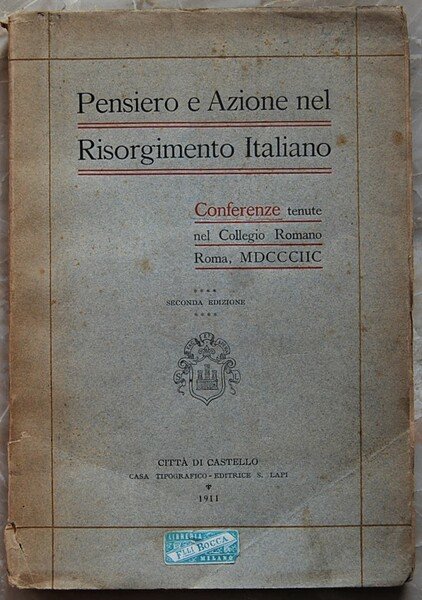 Pensiero e Azione nel
Risorgimento Italiano
Conferenze tenute
nel Collegio Romano
Roma, MDCCCIIC
SECONDA EDIZIONE
CITTÀ DI CASTELLO
CASA TIPOGRAFICO-EDITRICE S. LAPI
1911
LIBRERIA
FLLI BOCCA
MILANO